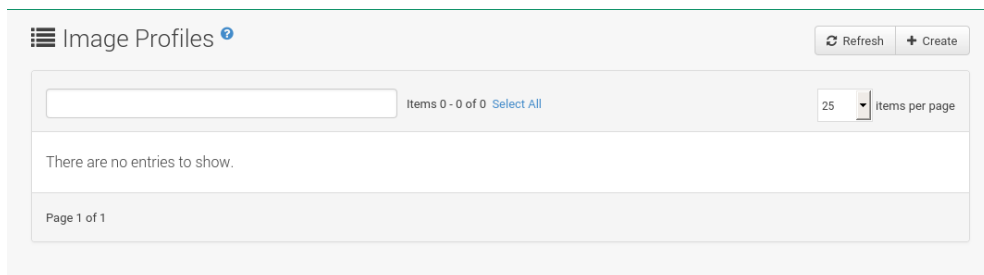 Image Profiles ?
Refresh
Create
Items 0 - 0 of 0 Select All
25 items per page
There are no entries to show.
Page 1 of 1